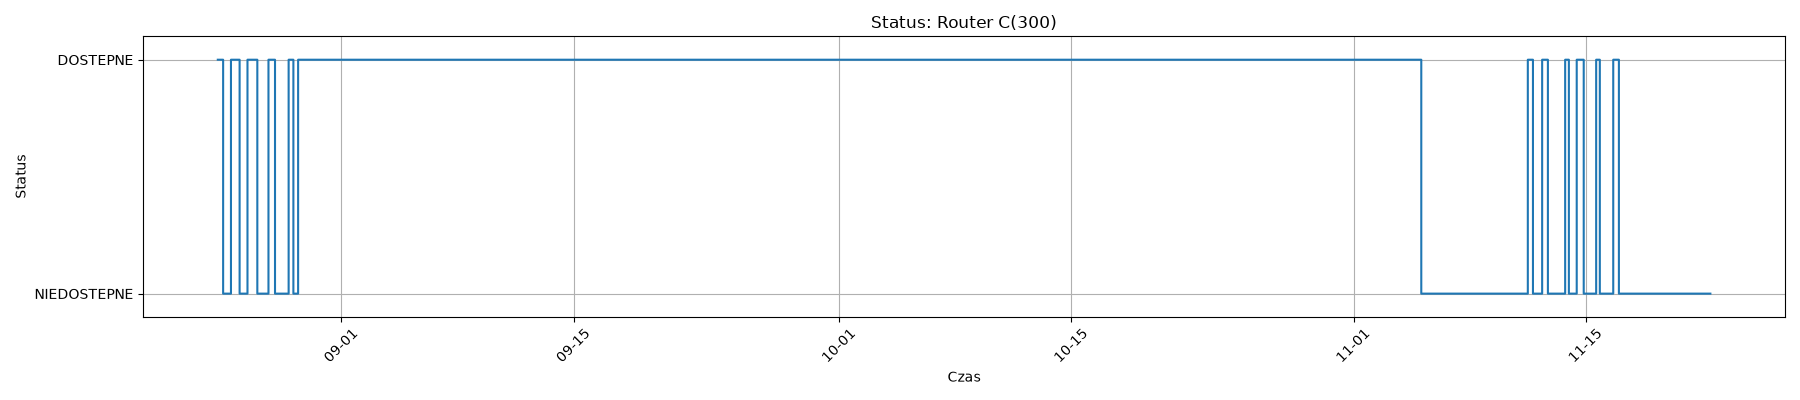 Status: Router C(300)
DOSTEPNE
NIEDOSTEPNE
Status
09-01
09-15
10-01
10-15
11-01
11-15
Czas